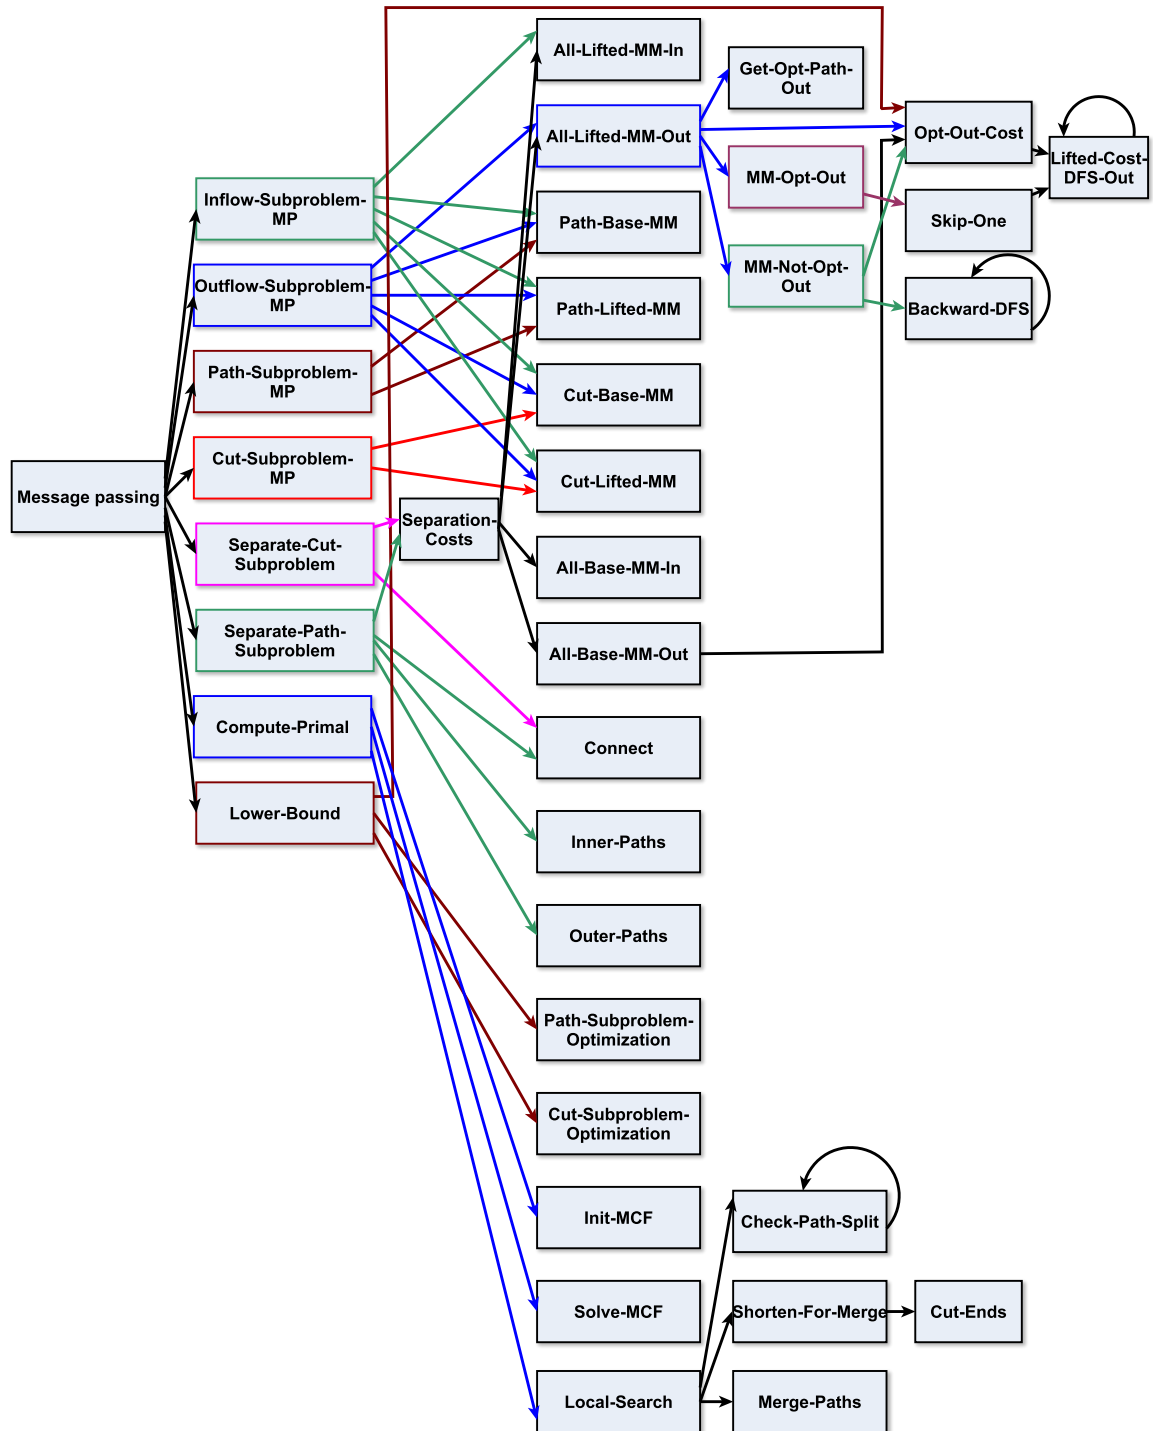 All-Lifted-MM-In
Get-Opt-Path-
Out
All-Lifted-MM-Out
Opt-Out-Cost
Lifted-Cost-
DFS-Out
MM-Opt-Out
Inflow-Subproblem-
MP
Path-Base-MM
Skip-One
MM-Not-Opt-
Out
Outflow-Subproblem-
MP
Path-Lifted-MM
Backward-DFS
Path-Subproblem-
MP
Cut-Base-MM
Cut-Subproblem-
MP
Cut-Lifted-MM
Message passing
Separation-
Costs
Separate-Cut-
Subproblem
All-Base-MM-In
Separate-Path-
Subproblem
All-Base-MM-Out
Compute-Primal
Connect
Lower-Bound
Inner-Paths
Outer-Paths
Path-Subproblem-
Optimization
Cut-Subproblem-
Optimization
Init-MCF
Check-Path-Split
Solve-MCF
Shorten-For-Merge
Cut-Ends
Local-Search
Merge-Paths